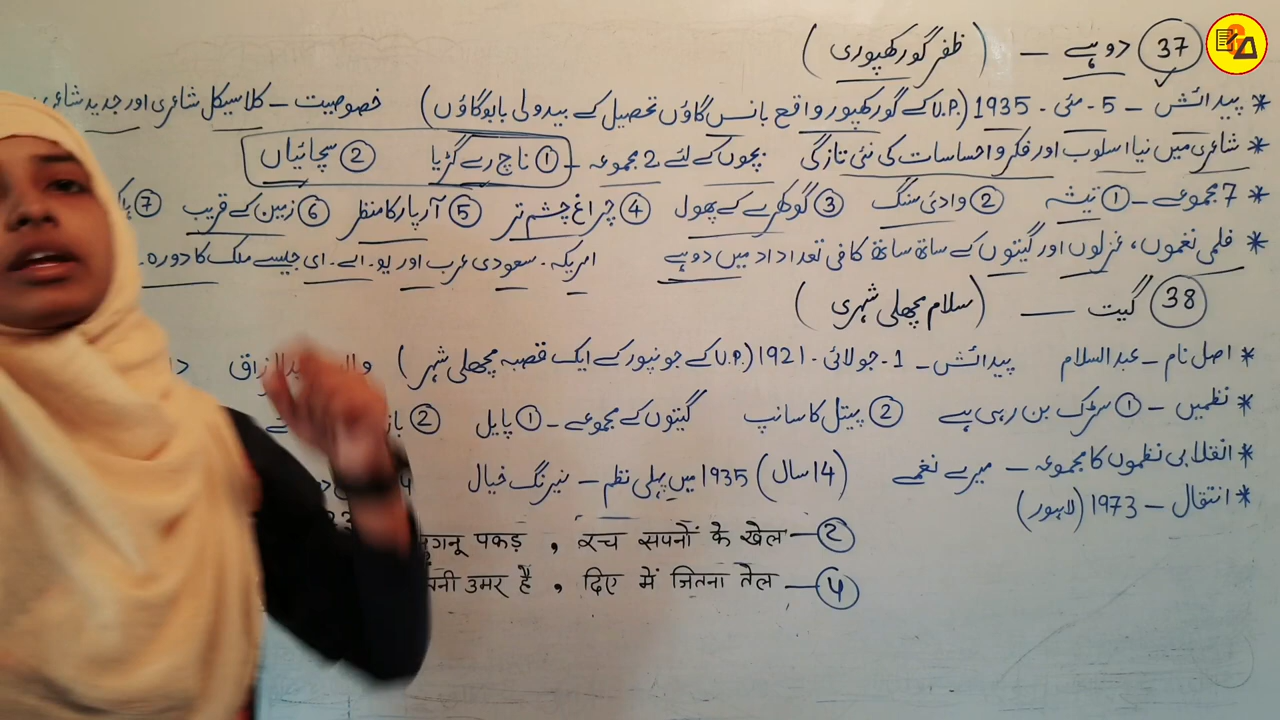 37 دوہے — (ظفر گورکھپوری)
* پیدائش - 5 - مئی - 1935 (U.P. کے گورکھپور واقع بانس گاؤں تحصیل کے بیدولی بابو گاؤں) خصوصیت - کلاسیکل شاعری اور جدید شاعری
* شاعری میں نیا اسلوب اور فکر و احساسات کی نئی تازگی بچوں کے لئے 2 مجموعہ - ① ناچ رے گڑیا ② سچائیاں
* 7 مجموعے - ① تیشہ ② وادیٔ سنگ ③ گوکھرے کے پھول ④ چراغ چشم تر ⑤ آر پار کا منظر ⑥ زمین کے قریب ⑦
* فلمی نغموں، غزلوں اور گیتوں کے ساتھ ساتھ کافی تعداد میں دوہے امریکہ - سعودی عرب اور یو - اے - ای جیسے ملک کا دورہ -
38 گیت — (سلام مچھلی شہری)
* اصل نام - عبدالسلام پیدائش - 1 - جولائی - 1921 (U.P. کے جونپور کے ایک قصبہ مچھلی شہر)
* نظمیں - ① سڑک بن رہی ہے ② پیتل کا سانپ گیتوں کے مجموعے - ① پایل ②
* انقلابی نظموں کا مجموعہ - میرے نغمے (14 سال) 1935 میں پہلی نظم - نیرنگ خیال
* انتقال - 1973 (لاہور)
पकड़ , रच सपनों के खेल — 2
उमर है , दिए में जितना तेल — 4